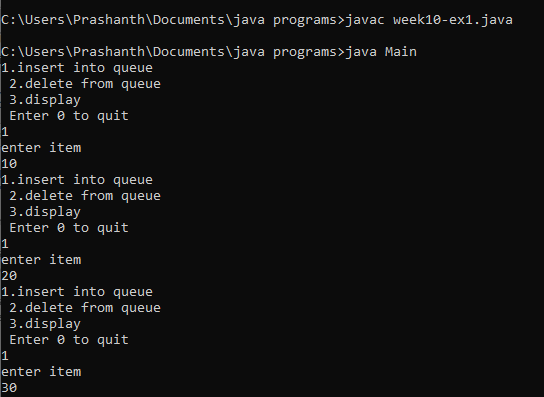 C:\Users\Prashanth\Documents\java programs>javac week10-ex1.java
C:\Users\Prashanth\Documents\java programs>java Main
1.insert into queue
 2.delete from queue
 3.display
 Enter 0 to quit
1
enter item
10
1.insert into queue
 2.delete from queue
 3.display
 Enter 0 to quit
1
enter item
20
1.insert into queue
 2.delete from queue
 3.display
 Enter 0 to quit
1
enter item
30